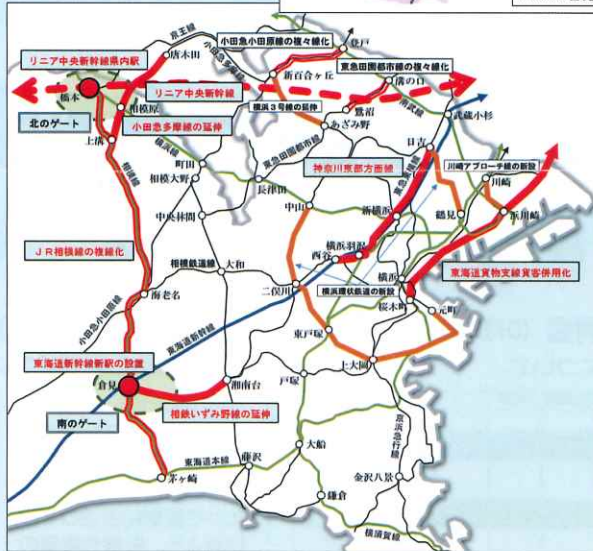 登戸
京王線
小田急小田原線の複々線化
唐木田
小田急多摩線
リニア中央新幹線県内駅
新百合ヶ丘
東急田園都市線の複々線化
溝の口
橋本
リニア中央新幹線
横浜3号線の延伸
鷺沼
南武線
武蔵小杉
相模原
あざみ野
北のゲート
小田急多摩線の延伸
日吉
上溝
横浜線
東急田園都市線
神奈川東部方面線
東急東横線
川崎アプローチ線の新設
町田
相模大野
長津田
川崎
相模線
中央林間
中山
新横浜
鶴見
浜川崎
JR相模線の複線化
横浜羽沢
西谷
相模鉄道線
大和
横浜
東海道貨物支線貨客併用化
二俣川
横浜環状鉄道の新設
桜木町
元町
海老名
小田急小田原線
東海道新幹線
東戸塚
東海道新幹線新駅の設置
上大岡
倉見
湘南台
戸塚
南のゲート
相鉄いずみ野線の延伸
京浜急行線
大船
東海道本線
藤沢
金沢八景
茅ヶ崎
鎌倉
横須賀線